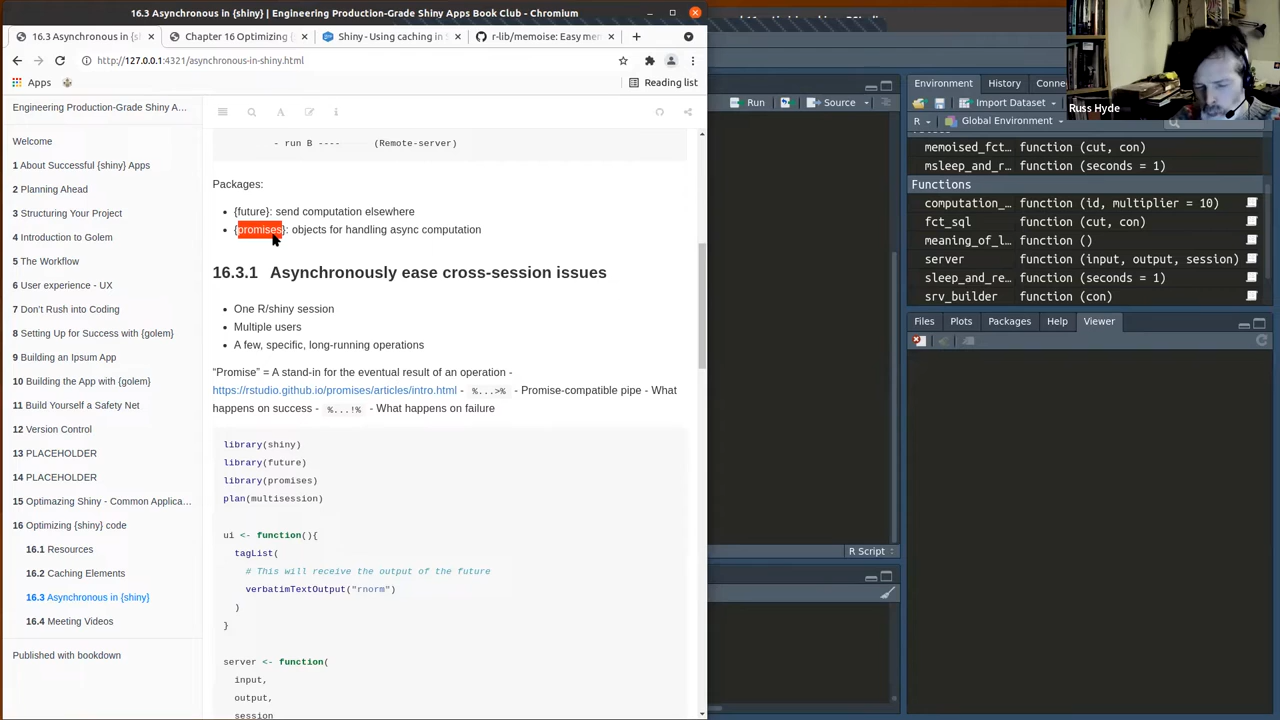 16.3 Asynchronous in {shiny} | Engineering Production-Grade Shiny Apps Book Club - Chromium
16.3 Asynchronous in {sh
Chapter 16 Optimizing {
Shiny - Using caching in S
r-lib/memoise: Easy mem
http://127.0.0.1:4321/asynchronous-in-shiny.html
Apps
Reading list
Engineering Production-Grade Shiny A...
Welcome
1 About Successful {shiny} Apps
2 Planning Ahead
3 Structuring Your Project
4 Introduction to Golem
5 The Workflow
6 User experience - UX
7 Don't Rush into Coding
8 Setting Up for Success with {golem}
9 Building an Ipsum App
10 Building the App with {golem}
11 Build Yourself a Safety Net
12 Version Control
13 PLACEHOLDER
14 PLACEHOLDER
15 Optimazing Shiny - Common Applica...
16 Optimizing {shiny} code
16.1 Resources
16.2 Caching Elements
16.3 Asynchronous in {shiny}
16.4 Meeting Videos
Published with bookdown
- run B ---- (Remote-server)
Packages:
• {future}: send computation elsewhere
• {promises}: objects for handling async computation
16.3.1 Asynchronously ease cross-session issues
• One R/shiny session
• Multiple users
• A few, specific, long-running operations
“Promise” = A stand-in for the eventual result of an operation -
https://rstudio.github.io/promises/articles/intro.html - %...>% - Promise-compatible pipe - What
happens on success - %...!% - What happens on failure
library(shiny)
library(future)
library(promises)
plan(multisession)
ui <- function(){
tagList(
# This will receive the output of the future
verbatimTextOutput("rnorm")
)
}
server <- function(
input,
output,
session
Run
Source
R Script
Environment
History
Conne
Import Dataset
R
Global Environment
memoised_fct… function (cut, con)
msleep_and_r… function (seconds = 1)
Functions
computation_… function (id, multiplier = 10)
fct_sql function (cut, con)
meaning_of_l… function ()
server function (input, output, session)
sleep_and_re… function (seconds = 1)
srv_builder function (con)
Files
Plots
Packages
Help
Viewer
Russ Hyde